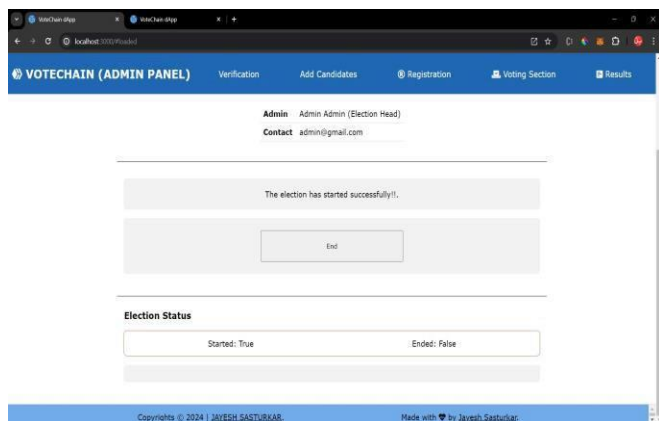 VoteChain dApp
VoteChain dApp
localhost:3000/#loaded
VOTECHAIN (ADMIN PANEL) Verification Add Candidates Registration Voting Section Results
Admin Admin Admin (Election Head)
Contact admin@gmail.com
The election has started successfully!!.
End
Election Status
Started: True Ended: False
Copyrights © 2024 | JAYESH SASTURKAR. Made with ♥ by Jayesh Sasturkar.